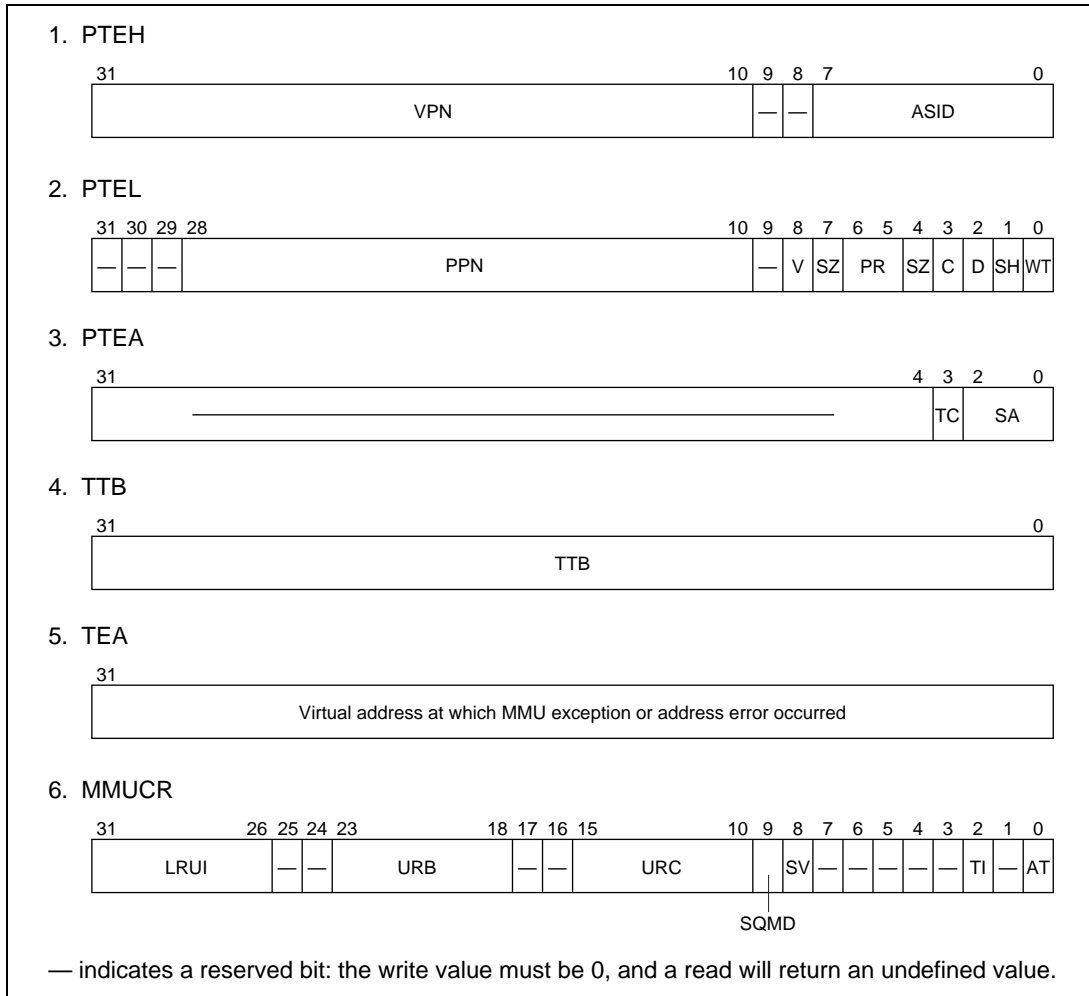 1. PTEH
31 10 9 8 7 0
VPN — — ASID
2. PTEL
31 30 29 28 10 9 8 7 6 5 4 3 2 1 0
— — — PPN — V SZ PR SZ C D SH WT
3. PTEA
31 4 3 2 0
— TC SA
4. TTB
31 0
TTB
5. TEA
31
Virtual address at which MMU exception or address error occurred
6. MMUCR
31 26 25 24 23 18 17 16 15 10 9 8 7 6 5 4 3 2 1 0
LRUI — — URB — — URC SV — — — — — TI — AT
SQMD
— indicates a reserved bit: the write value must be 0, and a read will return an undefined value.